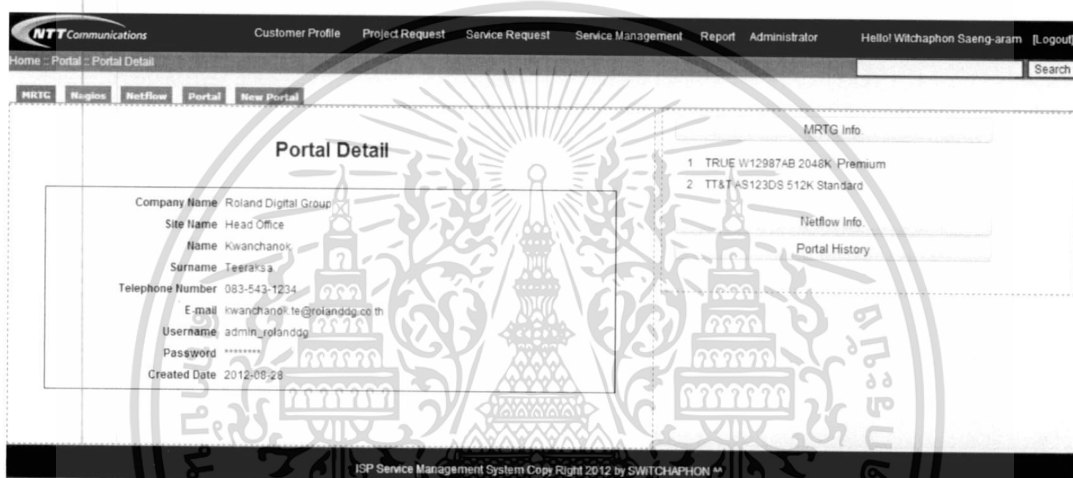 NTT Communications
Customer Profile Project Request Service Request Service Management Report Administrator Hello! Witchaphon Saeng-aram [Logout]
Home :: Portal :: Portal Detail
Search
MRTG Nagios Netflow Portal New Portal
Portal Detail
Company Name Roland Digital Group
Site Name Head Office
Name Kwanchanok
Surname Teeraksa
Telephone Number 083-543-1234
E-mail kwanchanok.te@rolanddg.co.th
Username admin_rolanddg
Password ********
Created Date 2012-08-28
MRTG Info.
1 TRUE W12987AB 2048K Premium
2 TT&T AS123DS 512K Standard
Netflow Info.
Portal History
ISP Service Management System Copy Right 2012 by SWiTCHAPHON ^^